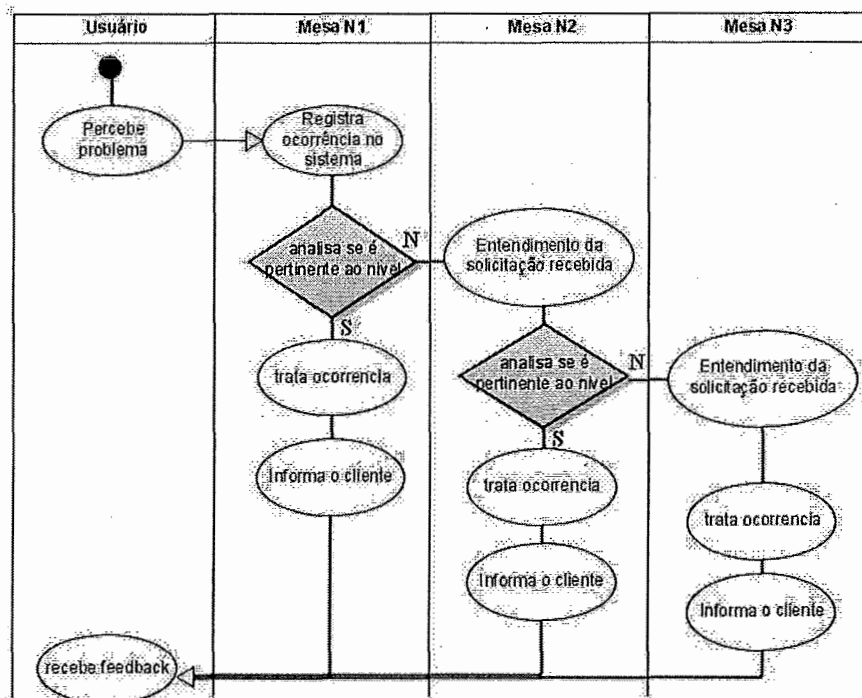 Usuário
Mesa N1
Mesa N2
Mesa N3
Percebe
problema
Registra
ocorrência no
sistema
analisa se é
pertinente ao nível
N
S
Entendimento da
solicitação recebida
analisa se é
pertinente ao nível
N
S
Entendimento da
solicitação recebida
trata ocorrencia
Informa o cliente
trata ocorrencia
Informa o cliente
trata ocorrencia
Informa o cliente
recebe feedback